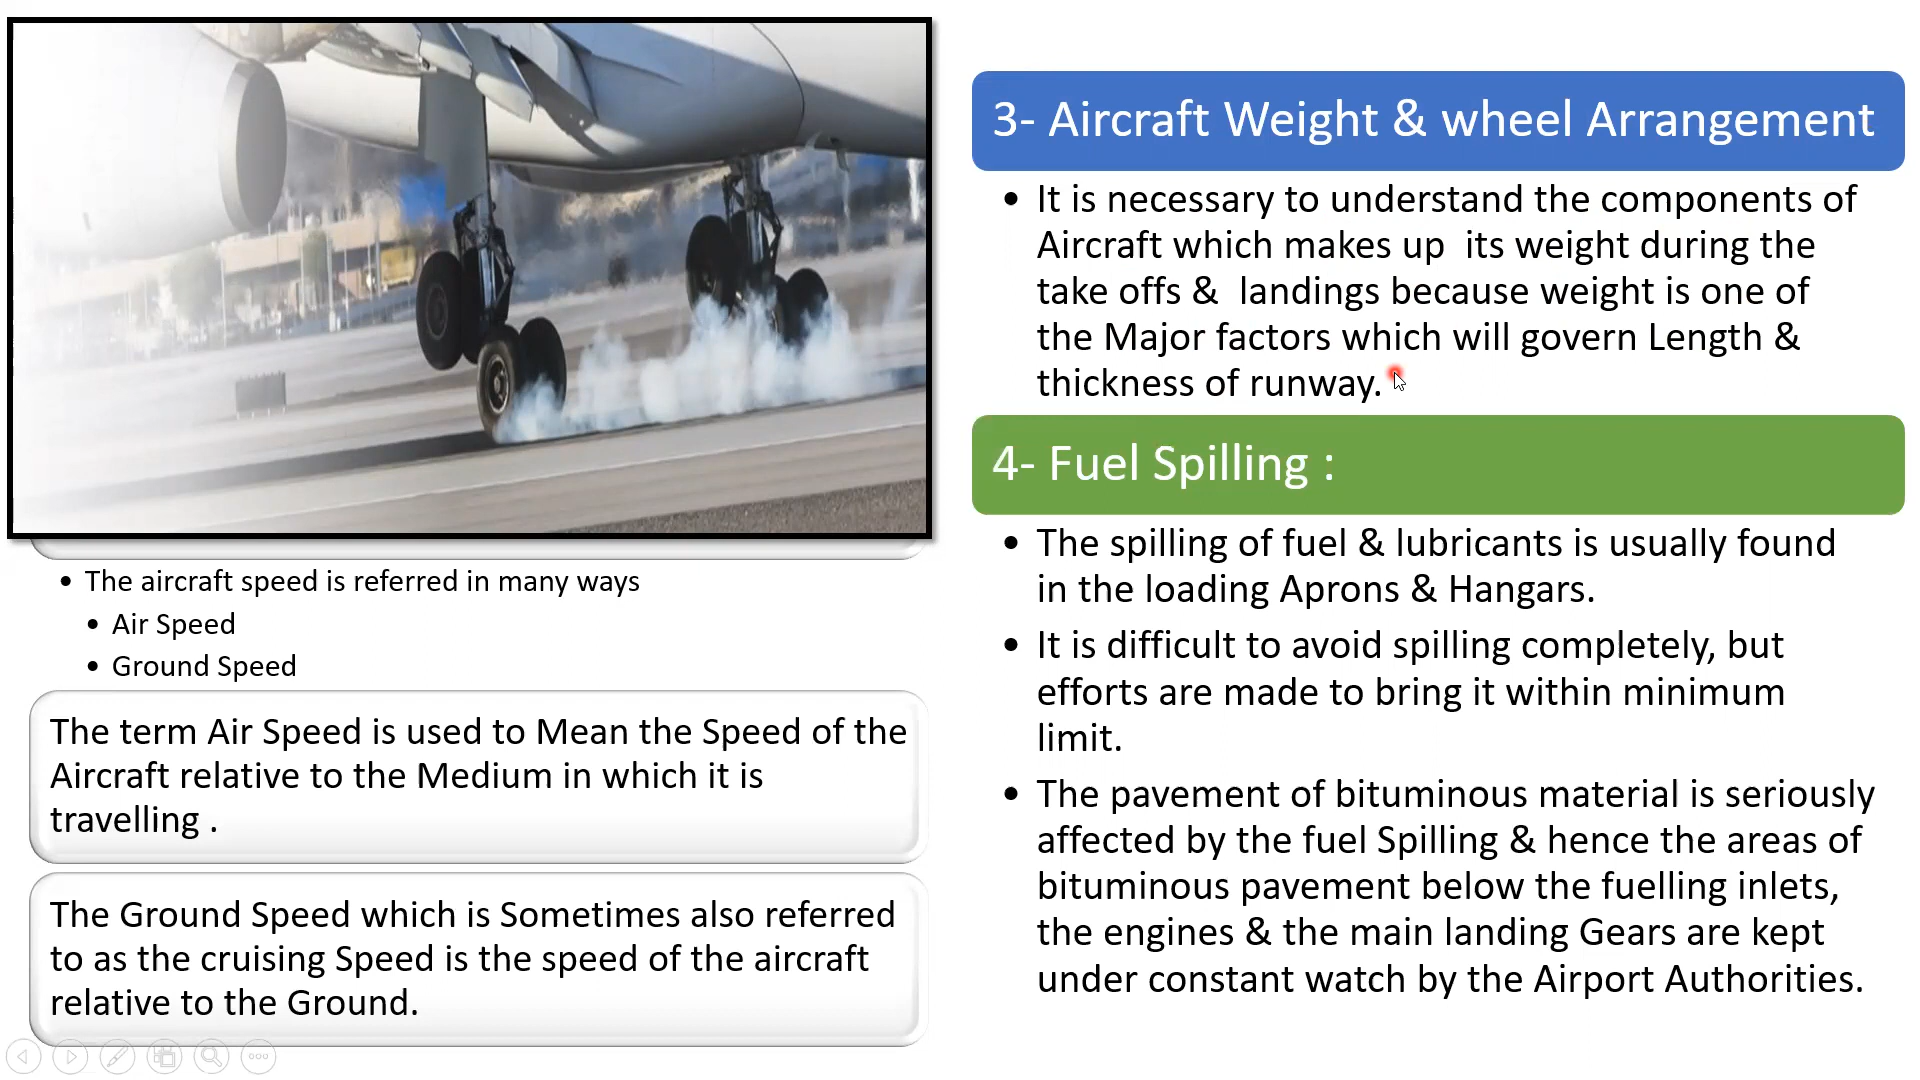 The aircraft speed is referred in many ways
Air Speed
Ground Speed
The term Air Speed is used to Mean the Speed of the
Aircraft relative to the Medium in which it is
travelling .
The Ground Speed which is Sometimes also referred
to as the cruising Speed is the speed of the aircraft
relative to the Ground.
3- Aircraft Weight & wheel Arrangement
It is necessary to understand the components of
Aircraft which makes up  its weight during the
take offs &  landings because weight is one of
the Major factors which will govern Length &
thickness of runway.
4- Fuel Spilling :
The spilling of fuel & lubricants is usually found
in the loading Aprons & Hangars.
It is difficult to avoid spilling completely, but
efforts are made to bring it within minimum
limit.
The pavement of bituminous material is seriously
affected by the fuel Spilling & hence the areas of
bituminous pavement below the fuelling inlets,
the engines & the main landing Gears are kept
under constant watch by the Airport Authorities.